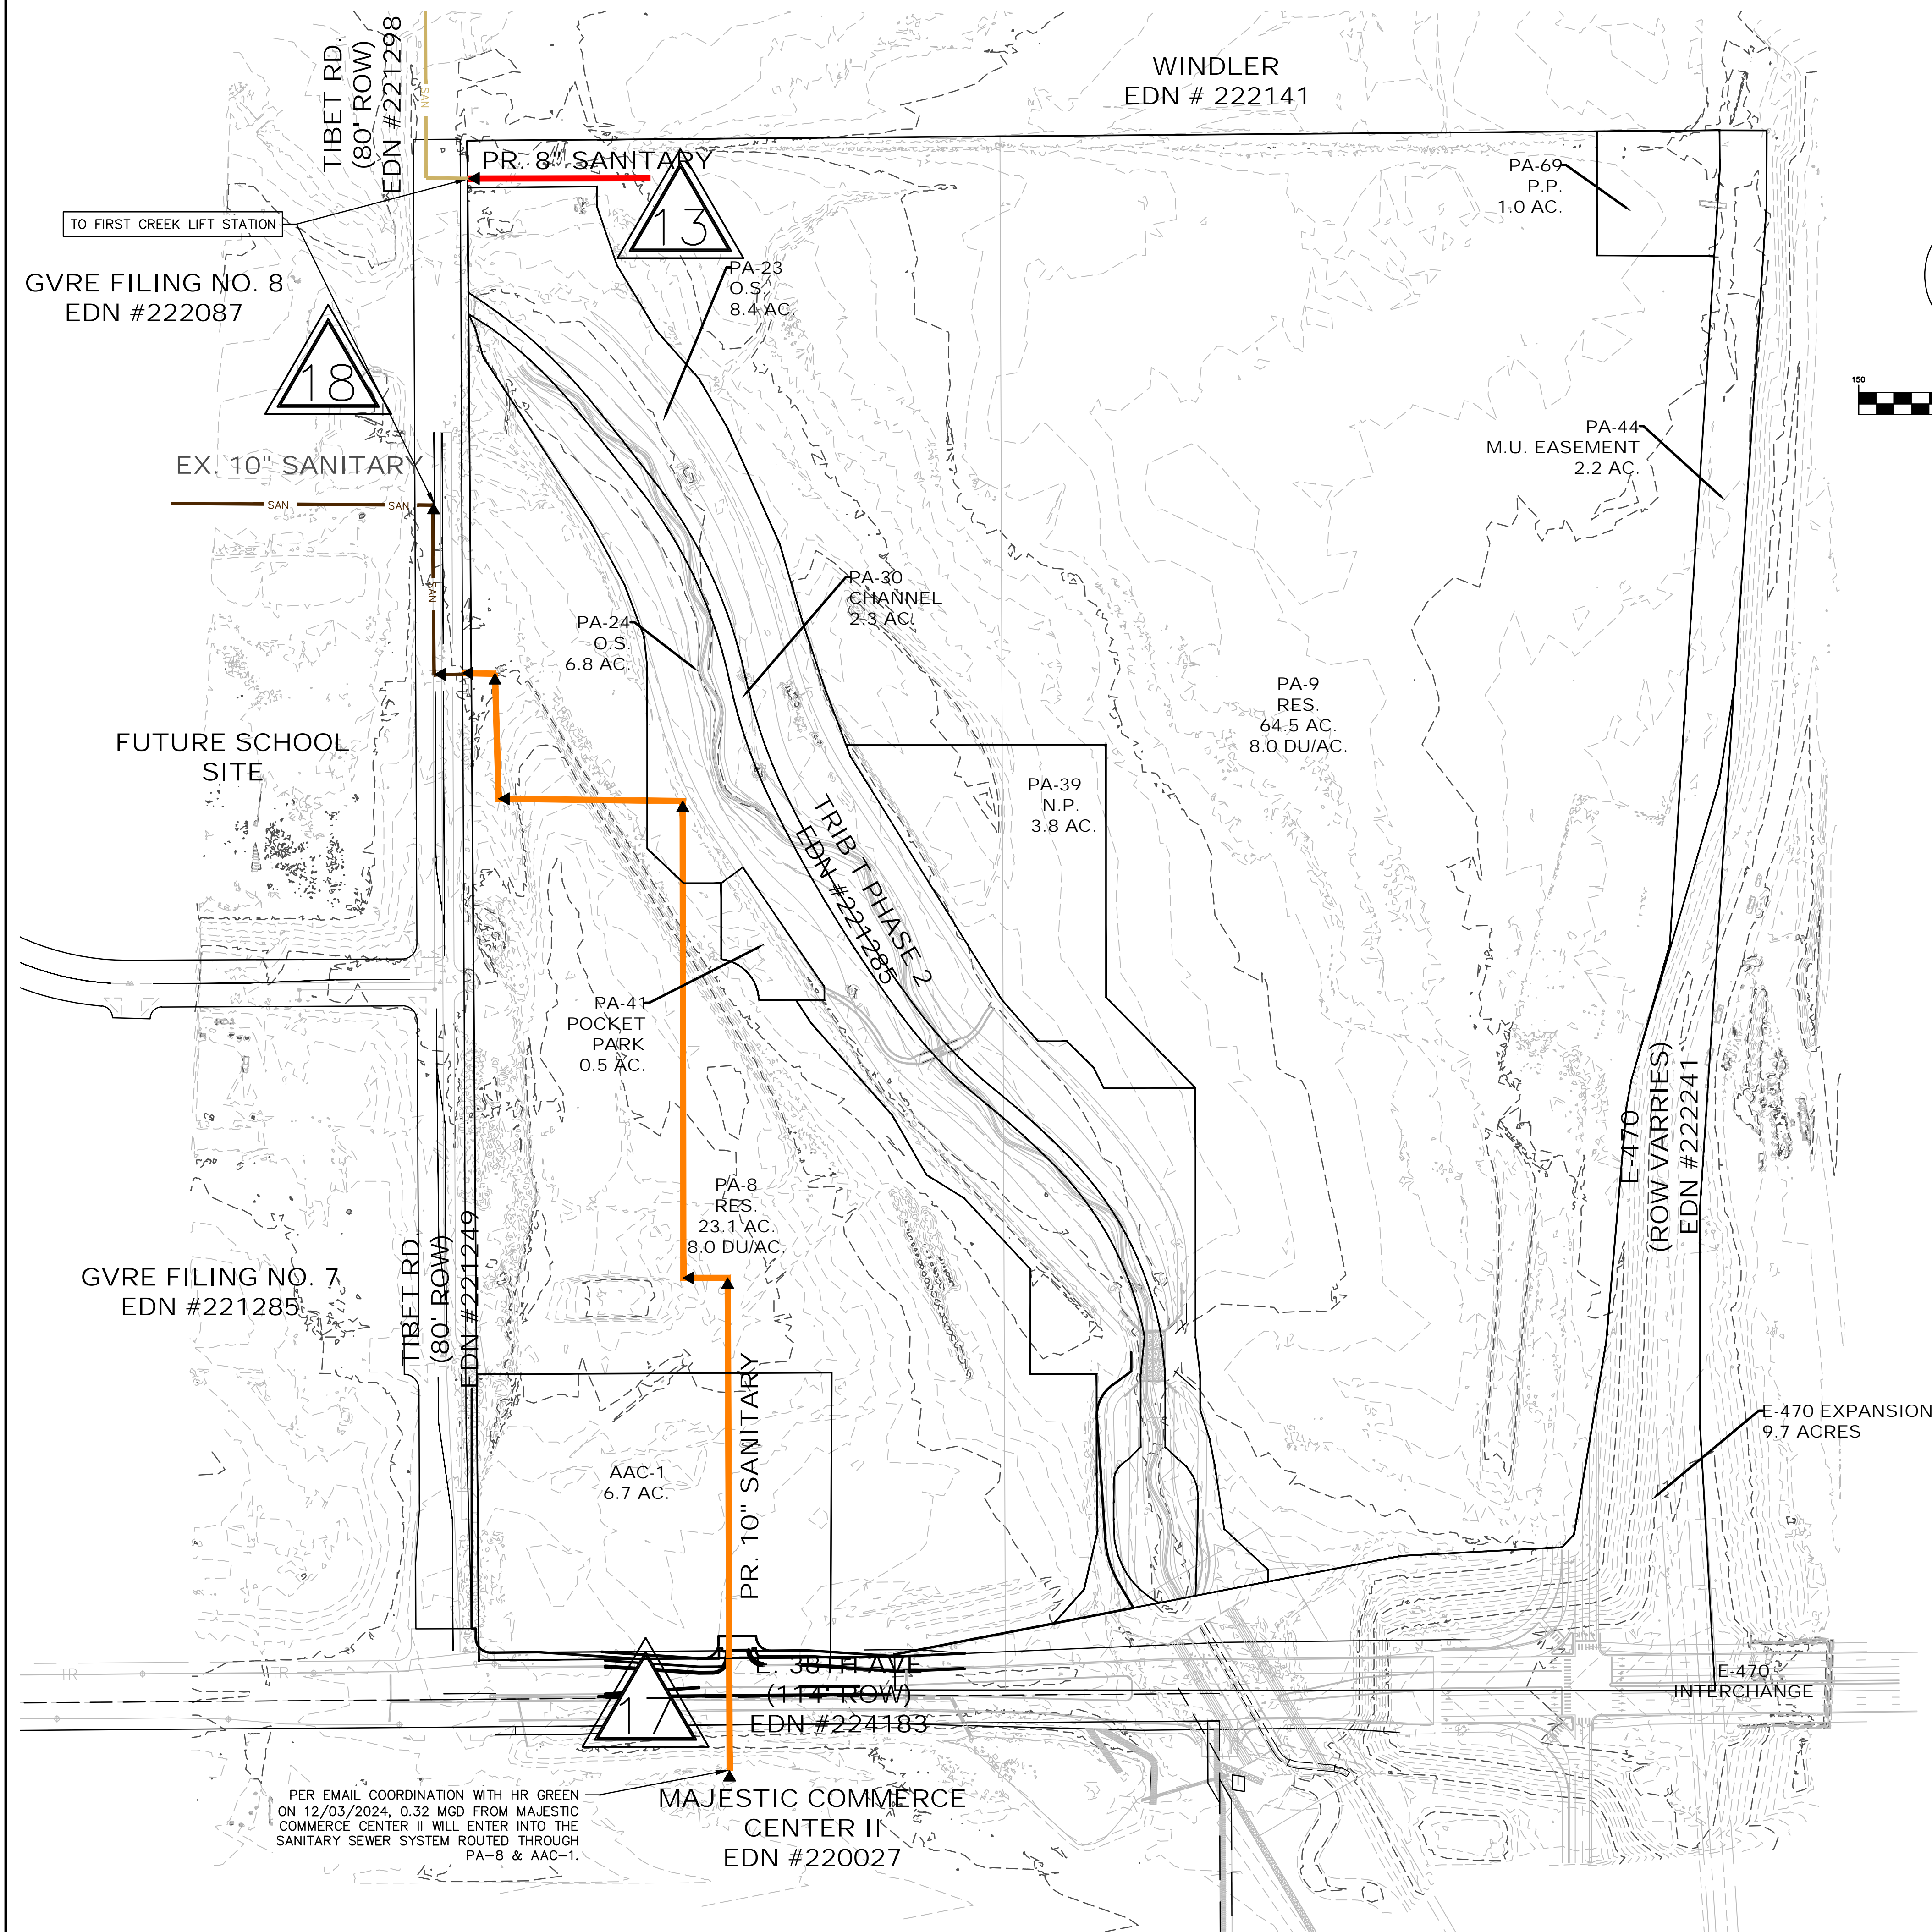 TIBET RD.
(80' ROW)
EDN #221298
SAN
WINDLER
EDN # 222141
PR. 8" SANITARY
13
PA-69
P.P.
1.0 AC.
TO FIRST CREEK LIFT STATION
GVRE FILING NO. 8
EDN #222087
PA-23
O.S.
8.4 AC.
18
150
EX. 10" SANITARY
SAN
SAN
SAN
PA-44
M.U. EASEMENT
2.2 AC.
PA-30
CHANNEL
2.3 AC.
PA-24
O.S.
6.8 AC.
PA-9
RES.
64.5 AC.
8.0 DU/AC.
FUTURE SCHOOL
SITE
PA-39
N.P.
3.8 AC.
TRIB T PHASE 2
EDN #221285
PA-41
POCKET
PARK
0.5 AC.
E-470
(ROW VARRIES)
EDN #222241
PA-8
RES.
23.1 AC.
8.0 DU/AC.
TIBET RD.
(80' ROW)
EDN #221249
GVRE FILING NO. 7
EDN #221285
PR. 10" SANITARY
E-470 EXPANSION
9.7 ACRES
AAC-1
6.7 AC.
TR
TR
17
E. 38TH AVE
(114' ROW)
EDN #224183
E-470
INTERCHANGE
PER EMAIL COORDINATION WITH HR GREEN
ON 12/03/2024, 0.32 MGD FROM MAJESTIC
COMMERCE CENTER II WILL ENTER INTO THE
SANITARY SEWER SYSTEM ROUTED THROUGH
PA-8 & AAC-1.
MAJESTIC COMMERCE
CENTER II
EDN #220027